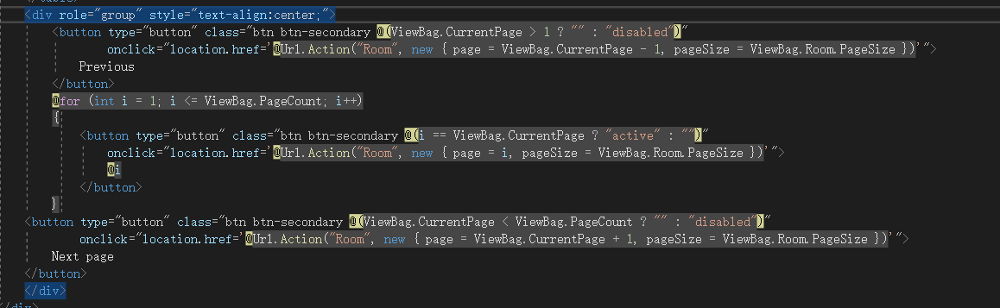 </table>
<div role="group" style="text-align:center;">
<button type="button" class="btn btn-secondary @(ViewBag.CurrentPage > 1 ? "" : "disabled")"
onclick="location.href='@Url.Action("Room", new { page = ViewBag.CurrentPage - 1, pageSize = ViewBag.Room.PageSize })'">
Previous
</button>
@for (int i = 1; i <= ViewBag.PageCount; i++)
{
<button type="button" class="btn btn-secondary @(i == ViewBag.CurrentPage ? "active" : "")"
onclick="location.href='@Url.Action("Room", new { page = i, pageSize = ViewBag.Room.PageSize })'">
@i
</button>
}
<button type="button" class="btn btn-secondary @(ViewBag.CurrentPage < ViewBag.PageCount ? "" : "disabled")"
onclick="location.href='@Url.Action("Room", new { page = ViewBag.CurrentPage + 1, pageSize = ViewBag.Room.PageSize })'">
Next page
</button>
</div>
</div>